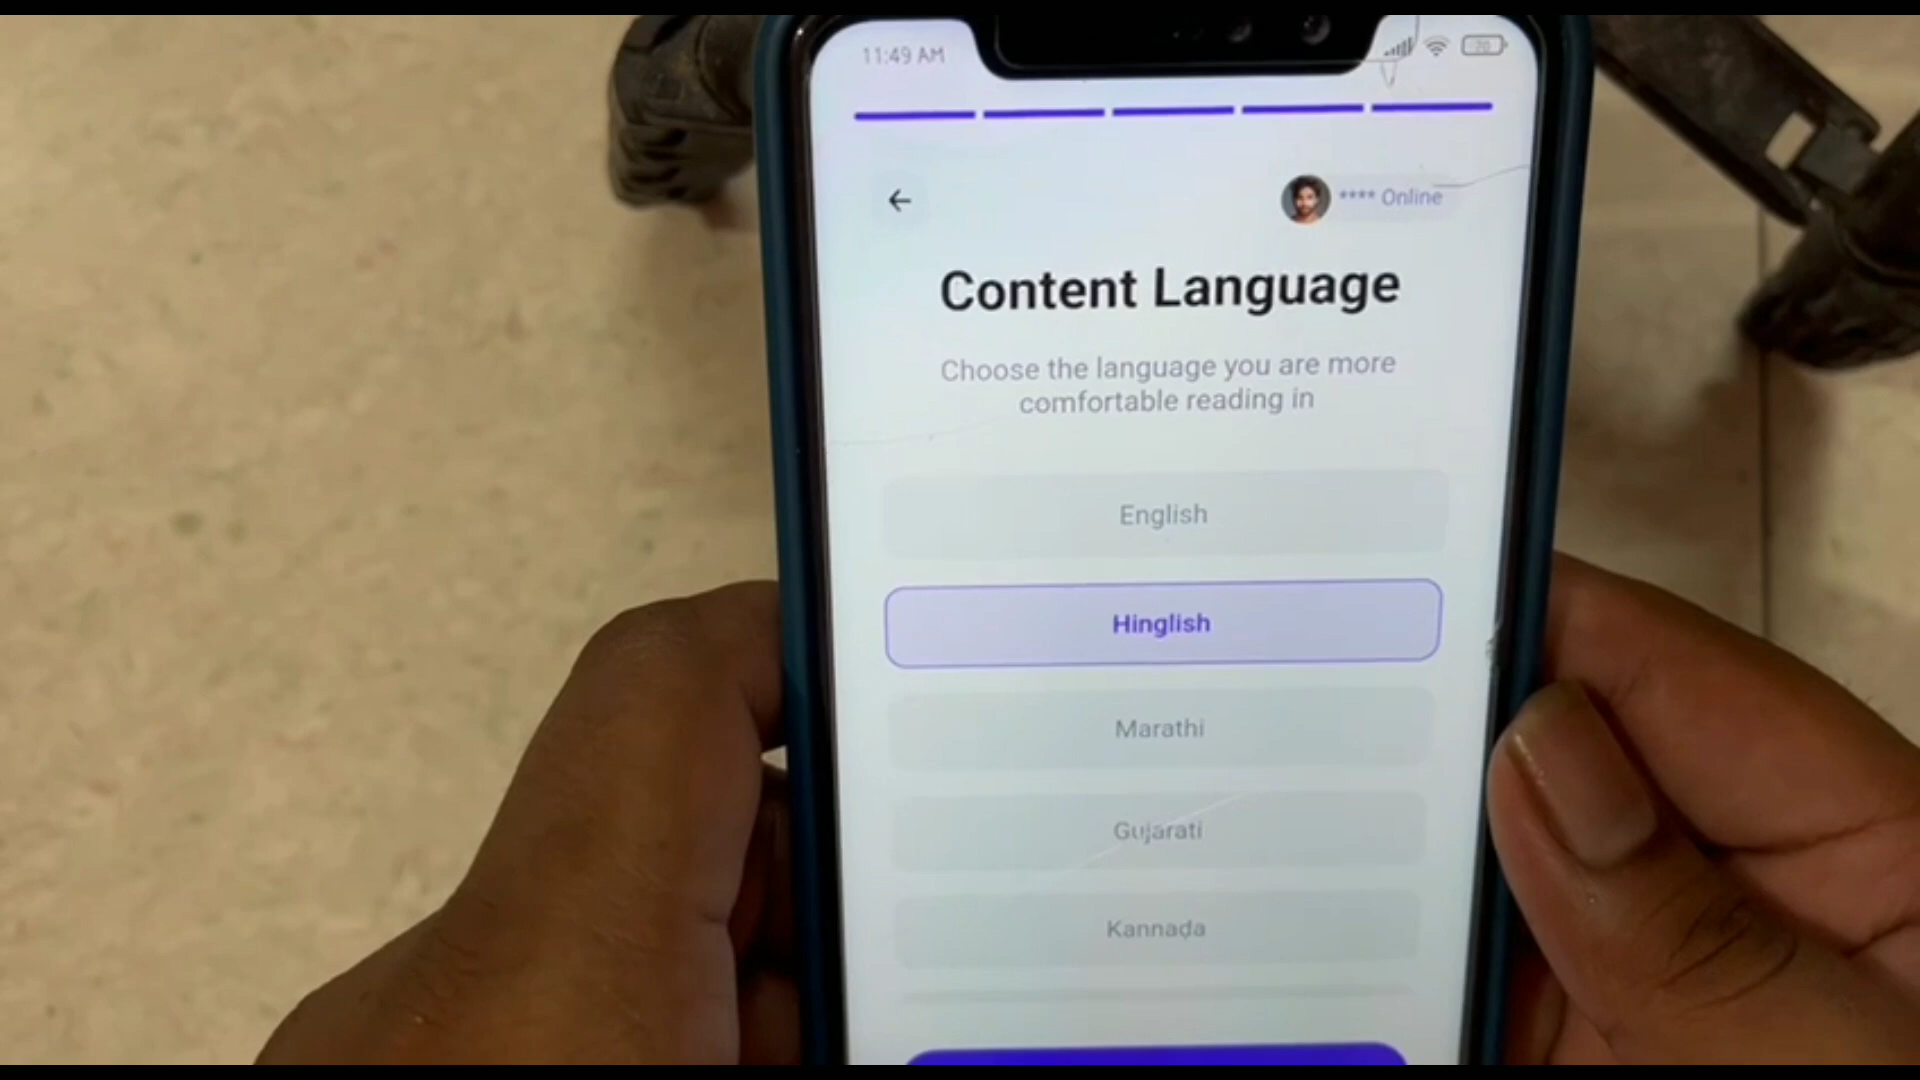 11:49 AM
70
**** Online
Content Language
Choose the language you are more
comfortable reading in
English
Hinglish
Marathi
Gujarati
Kannada